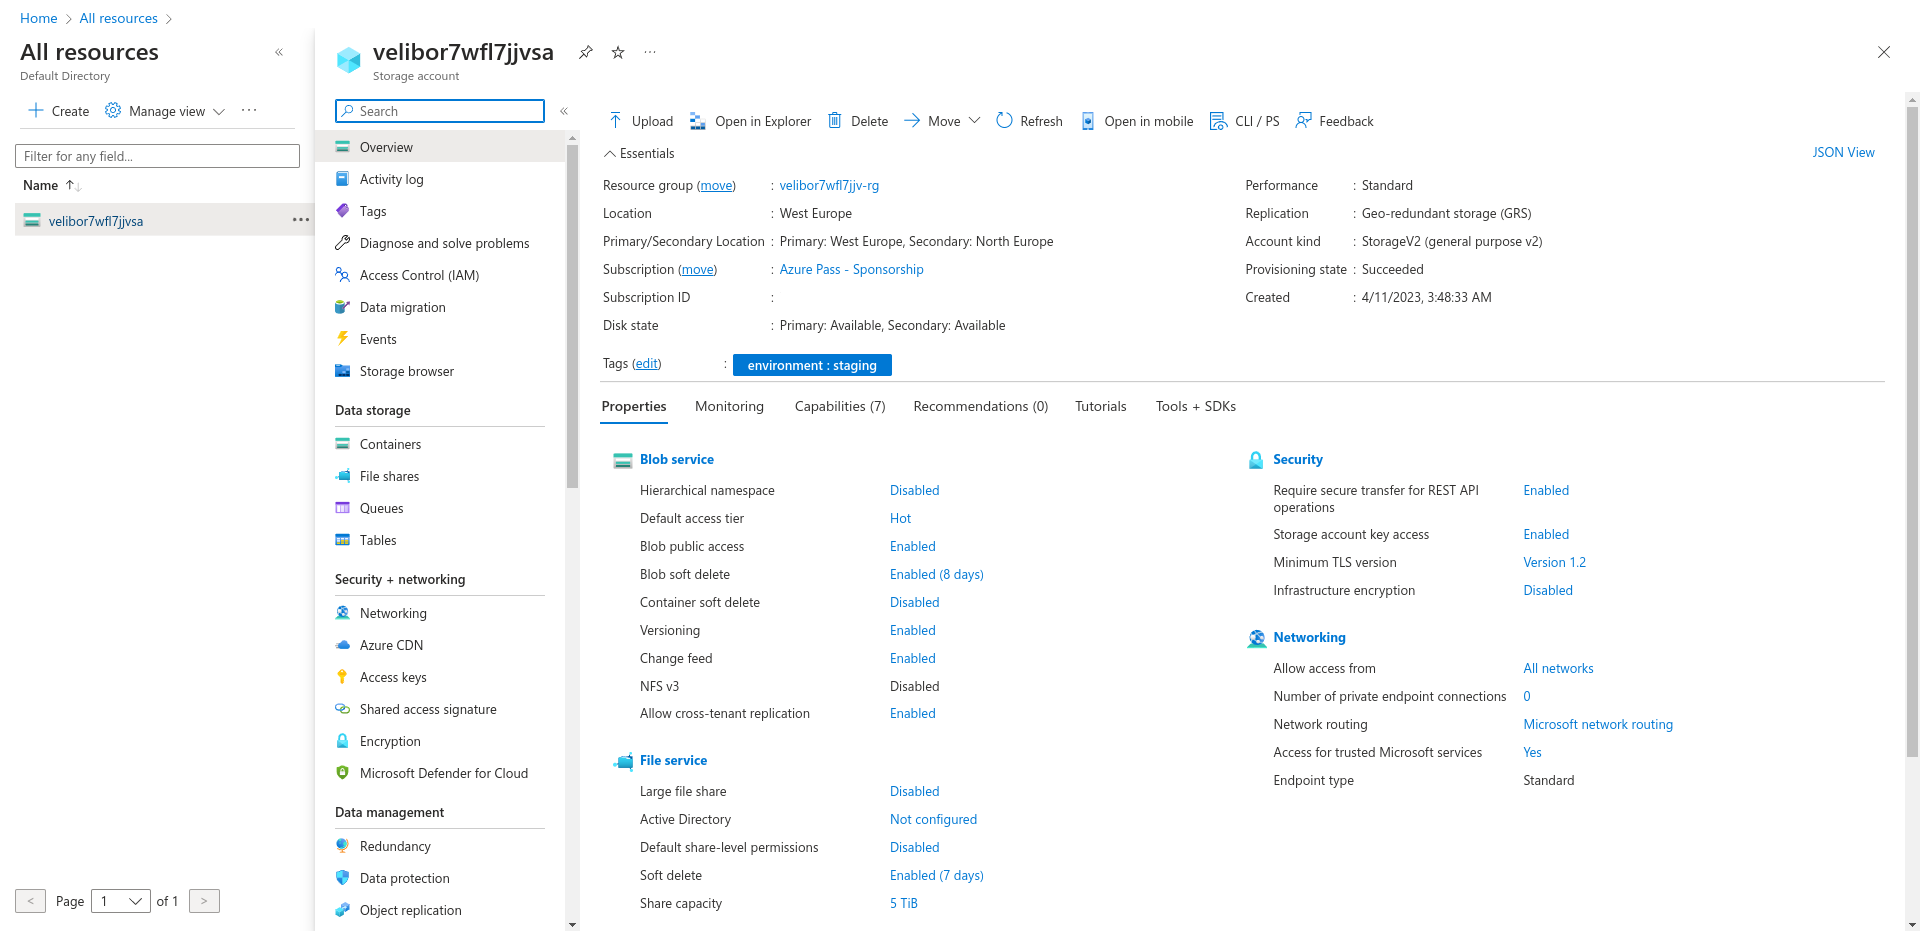 Home > All resources >
All resources
Default Directory
Create
Manage view
Filter for any field...
Name
velibor7wfl7jjvsa
< Page 1 of 1 >
velibor7wfl7jjvsa
Storage account
Search
Overview
Activity log
Tags
Diagnose and solve problems
Access Control (IAM)
Data migration
Events
Storage browser
Data storage
Containers
File shares
Queues
Tables
Security + networking
Networking
Azure CDN
Access keys
Shared access signature
Encryption
Microsoft Defender for Cloud
Data management
Redundancy
Data protection
Object replication
Upload Open in Explorer Delete Move Refresh Open in mobile CLI / PS Feedback
Essentials
JSON View
Resource group (move) : velibor7wfl7jjv-rg
Location : West Europe
Primary/Secondary Location : Primary: West Europe, Secondary: North Europe
Subscription (move) : Azure Pass - Sponsorship
Subscription ID :
Disk state : Primary: Available, Secondary: Available
Performance : Standard
Replication : Geo-redundant storage (GRS)
Account kind : StorageV2 (general purpose v2)
Provisioning state : Succeeded
Created : 4/11/2023, 3:48:33 AM
Tags (edit) : environment : staging
Properties Monitoring Capabilities (7) Recommendations (0) Tutorials Tools + SDKs
Blob service
Hierarchical namespace Disabled
Default access tier Hot
Blob public access Enabled
Blob soft delete Enabled (8 days)
Container soft delete Disabled
Versioning Enabled
Change feed Enabled
NFS v3 Disabled
Allow cross-tenant replication Enabled
File service
Large file share Disabled
Active Directory Not configured
Default share-level permissions Disabled
Soft delete Enabled (7 days)
Share capacity 5 TiB
Security
Require secure transfer for REST API Enabled
operations
Storage account key access Enabled
Minimum TLS version Version 1.2
Infrastructure encryption Disabled
Networking
Allow access from All networks
Number of private endpoint connections 0
Network routing Microsoft network routing
Access for trusted Microsoft services Yes
Endpoint type Standard